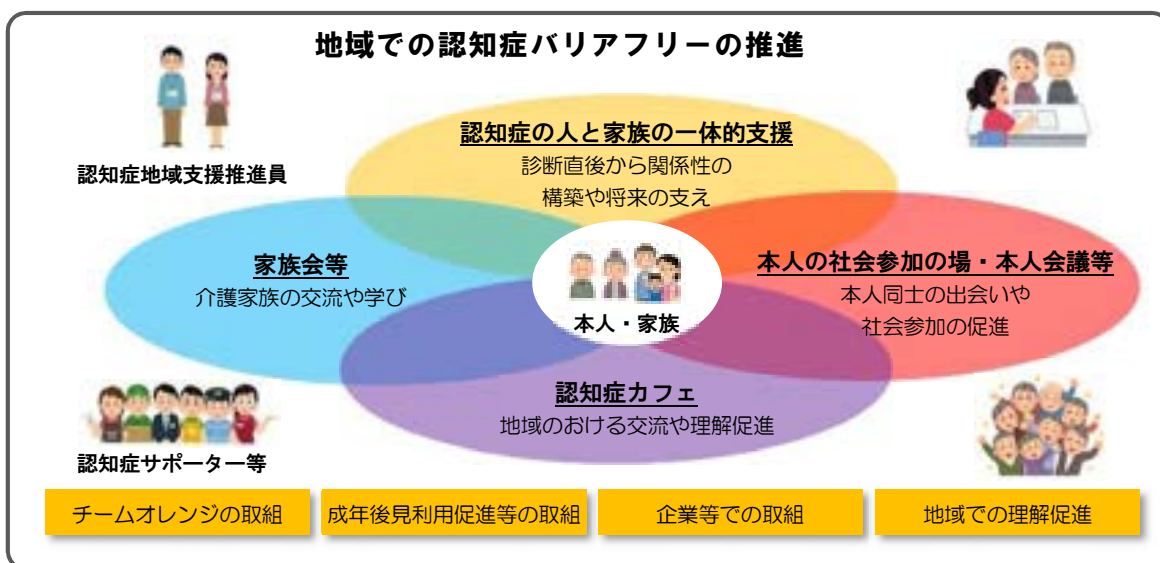 地域での認知症バリアフリーの推進
認知症地域支援推進員
認知症の人と家族の一体的支援
診断直後から関係性の
構築や将来の支え
家族会等
介護家族の交流や学び
本人・家族
本人の社会参加の場・本人会議等
本人同士の出会いや
社会参加の促進
認知症カフェ
地域のおける交流や理解促進
認知症サポーター等
チームオレンジの取組
成年後見利用促進等の取組
企業等での取組
地域での理解促進